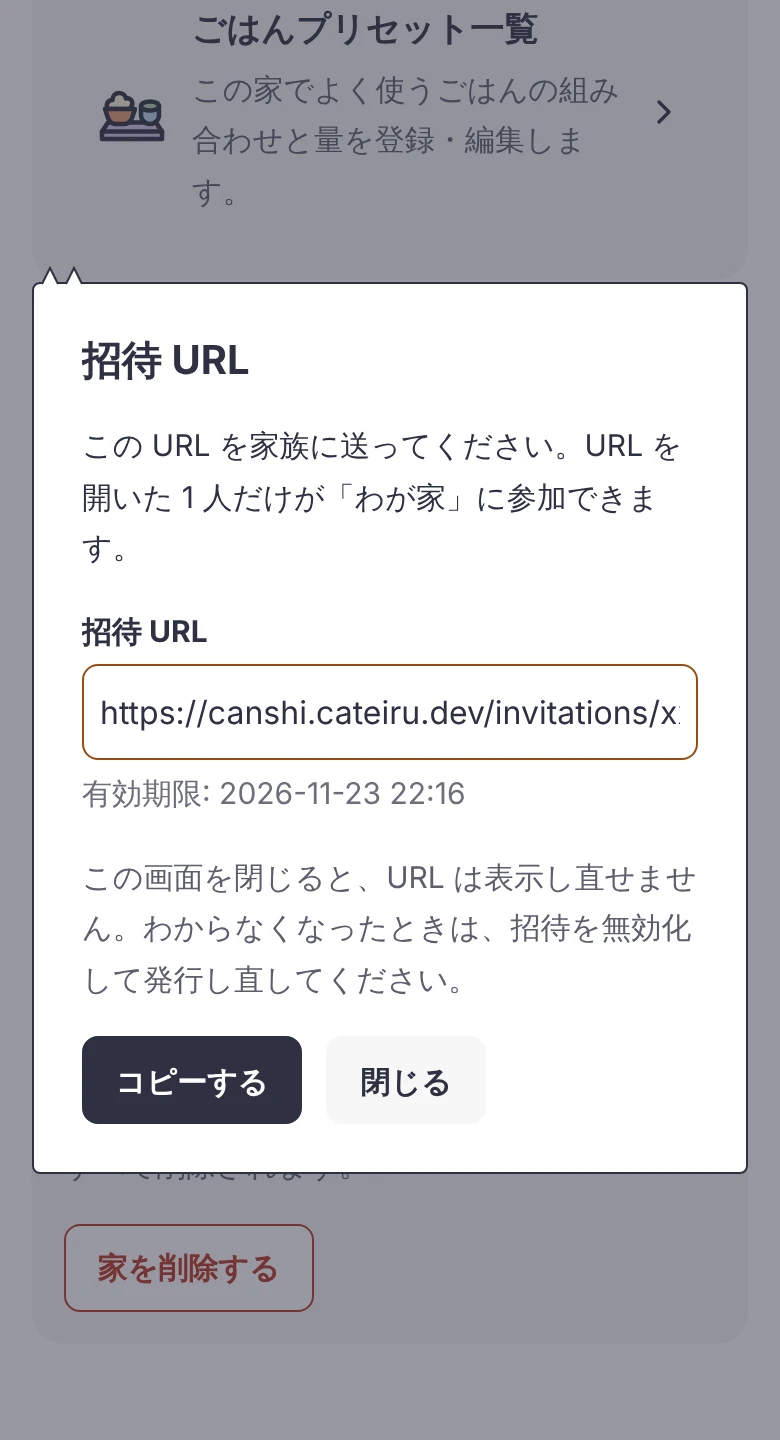 ごはんプリセット一覧
この家でよく使うごはんの組み
合わせと量を登録・編集しま
す。
招待 URL
この URL を家族に送ってください。URL を
開いた 1 人だけが「わが家」に参加できま
す。
招待 URL
https://canshi.cateiru.dev/invitations/x
有効期限: 2026-11-23 22:16
この画面を閉じると、URL は表示し直せませ
ん。わからなくなったときは、招待を無効化
して発行し直してください。
コピーする 閉じる
家を削除する